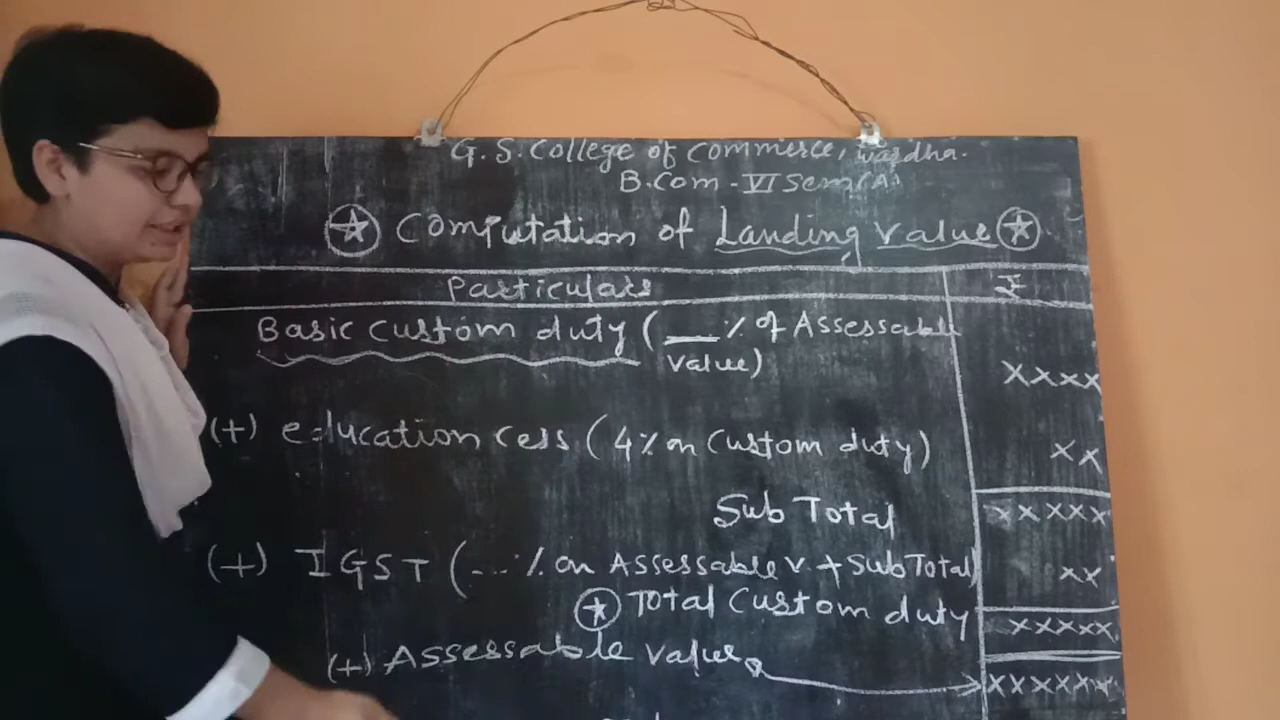 G. S. College of Commerce, Wardha.
B.Com - VI Sem (A)
Computation of Landing Value
Particulars ₹
Basic Custom duty ( __ % of Assessable
Value) XXXX
(+) education cess (4% on Custom duty) XX
Sub Total XXXXX
(+) IGST (--- % on Assessable V. + Sub Total) XX
Total Custom duty XXXXX
(+) Assessable value XXXXXX